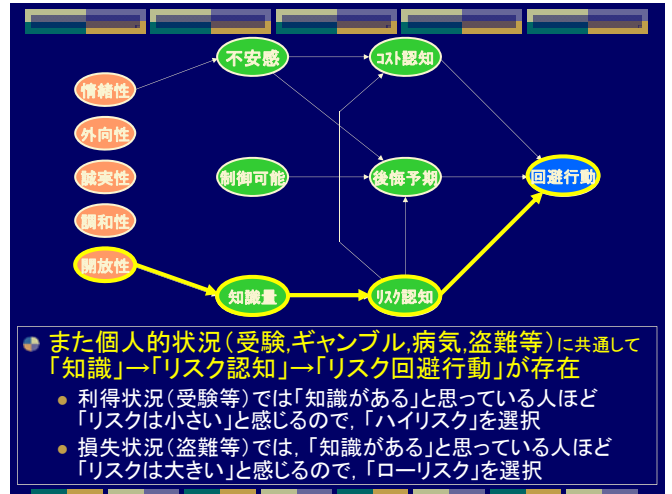 不安感
コスト認知
情緒性
外向性
誠実性
制御可能
後悔予期
回避行動
調和性
開放性
知識量
リスク認知
また個人的状況(受験,ギャンブル,病気,盗難等)に共通して
「知識」→「リスク認知」→「リスク回避行動」が存在
利得状況(受験等)では「知識がある」と思っている人ほど
「リスクは小さい」と感じるので,「ハイリスク」を選択
損失状況(盗難等)では,「知識がある」と思っている人ほど
「リスクは大きい」と感じるので,「ローリスク」を選択